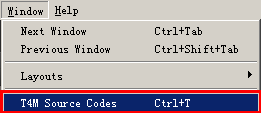 Window Help
Next Window Ctrl+Tab
Previous Window Ctrl+Shift+Tab
Layouts
T4M Source Codes Ctrl+T